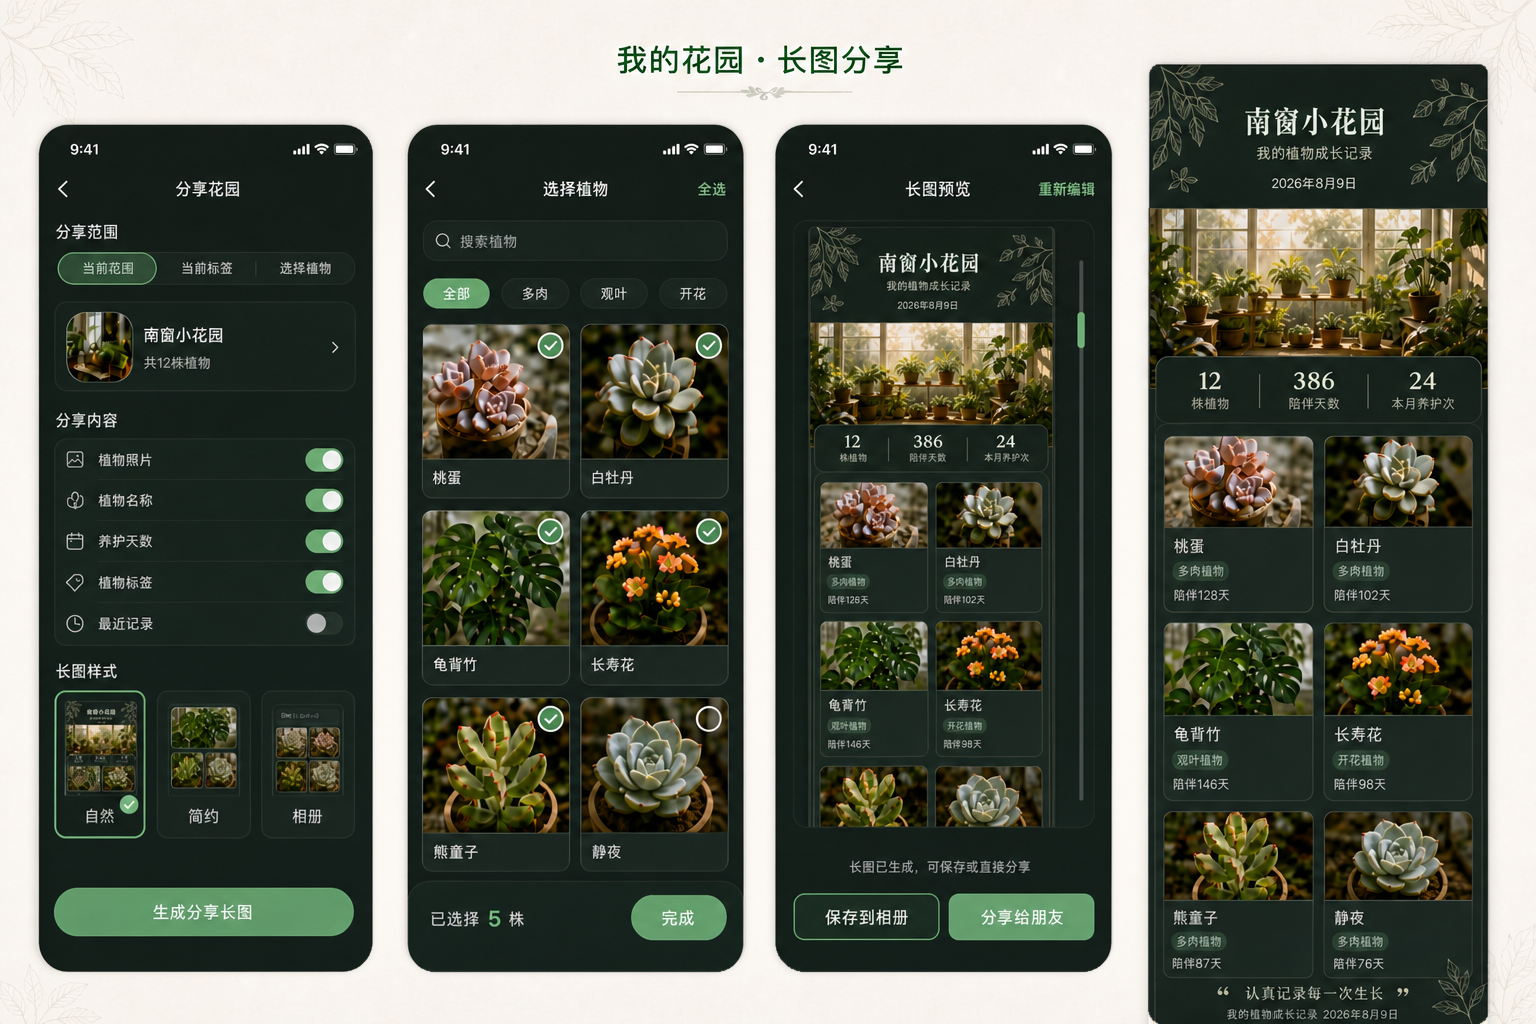 我的花园·长图分享
9:41
分享花园
分享范围
当前范围
当前标签
选择植物
南窗小花园
共12株植物
分享内容
植物照片
植物名称
养护天数
植物标签
最近记录
长图样式
自然
简约
相册
生成分享长图
9:41
选择植物
全选
搜索植物
全部
多肉
观叶
开花
桃蛋
白牡丹
龟背竹
长寿花
熊童子
静夜
已选择 5 株
完成
9:41
长图预览
重新编辑
南窗小花园
我的植物成长记录
2026年8月9日
12
株植物
386
陪伴天数
24
本月养护次
桃蛋
多肉植物
陪伴128天
白牡丹
多肉植物
陪伴102天
龟背竹
观叶植物
陪伴146天
长寿花
开花植物
陪伴98天
长图已生成，可保存或直接分享
保存到相册
分享给朋友
南窗小花园
我的植物成长记录
2026年8月9日
12
株植物
386
陪伴天数
24
本月养护次
桃蛋
多肉植物
陪伴128天
白牡丹
多肉植物
陪伴102天
龟背竹
观叶植物
陪伴146天
长寿花
开花植物
陪伴98天
熊童子
多肉植物
陪伴87天
静夜
多肉植物
陪伴76天
“ 认真记录每一次生长 ”
我的植物成长记录 2026年8月9日